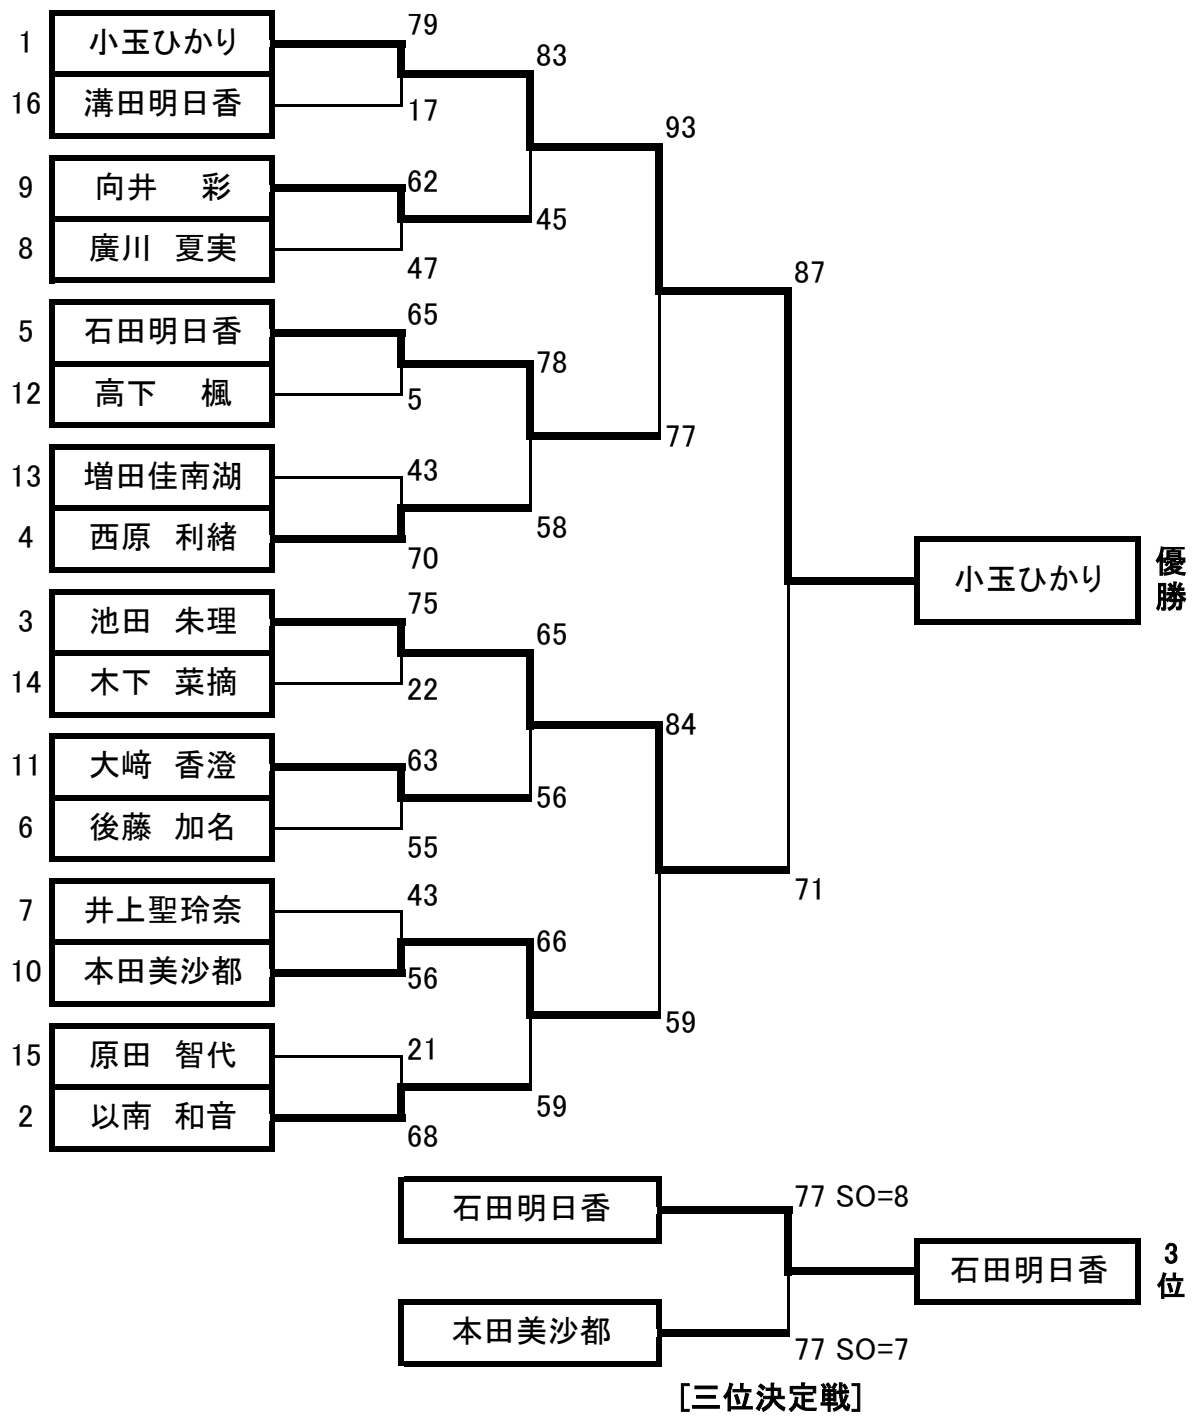 1 小玉ひかり 79
83
16 溝田明日香 17
93
9 向井 彩 62
45
8 廣川 夏実 47
87
5 石田明日香 65
78
12 高下 楓 5
77
13 増田佳南湖 43
58
4 西原 利緒 70
小玉ひかり 優勝
3 池田 朱理 75
65
14 木下 菜摘 22
84
11 大﨑 香澄 63
56
6 後藤 加名 55
71
7 井上聖玲奈 43
66
10 本田美沙都 56
59
15 原田 智代 21
59
2 以南 和音 68
石田明日香 77 SO=8
石田明日香 3位
本田美沙都 77 SO=7
[三位決定戦]